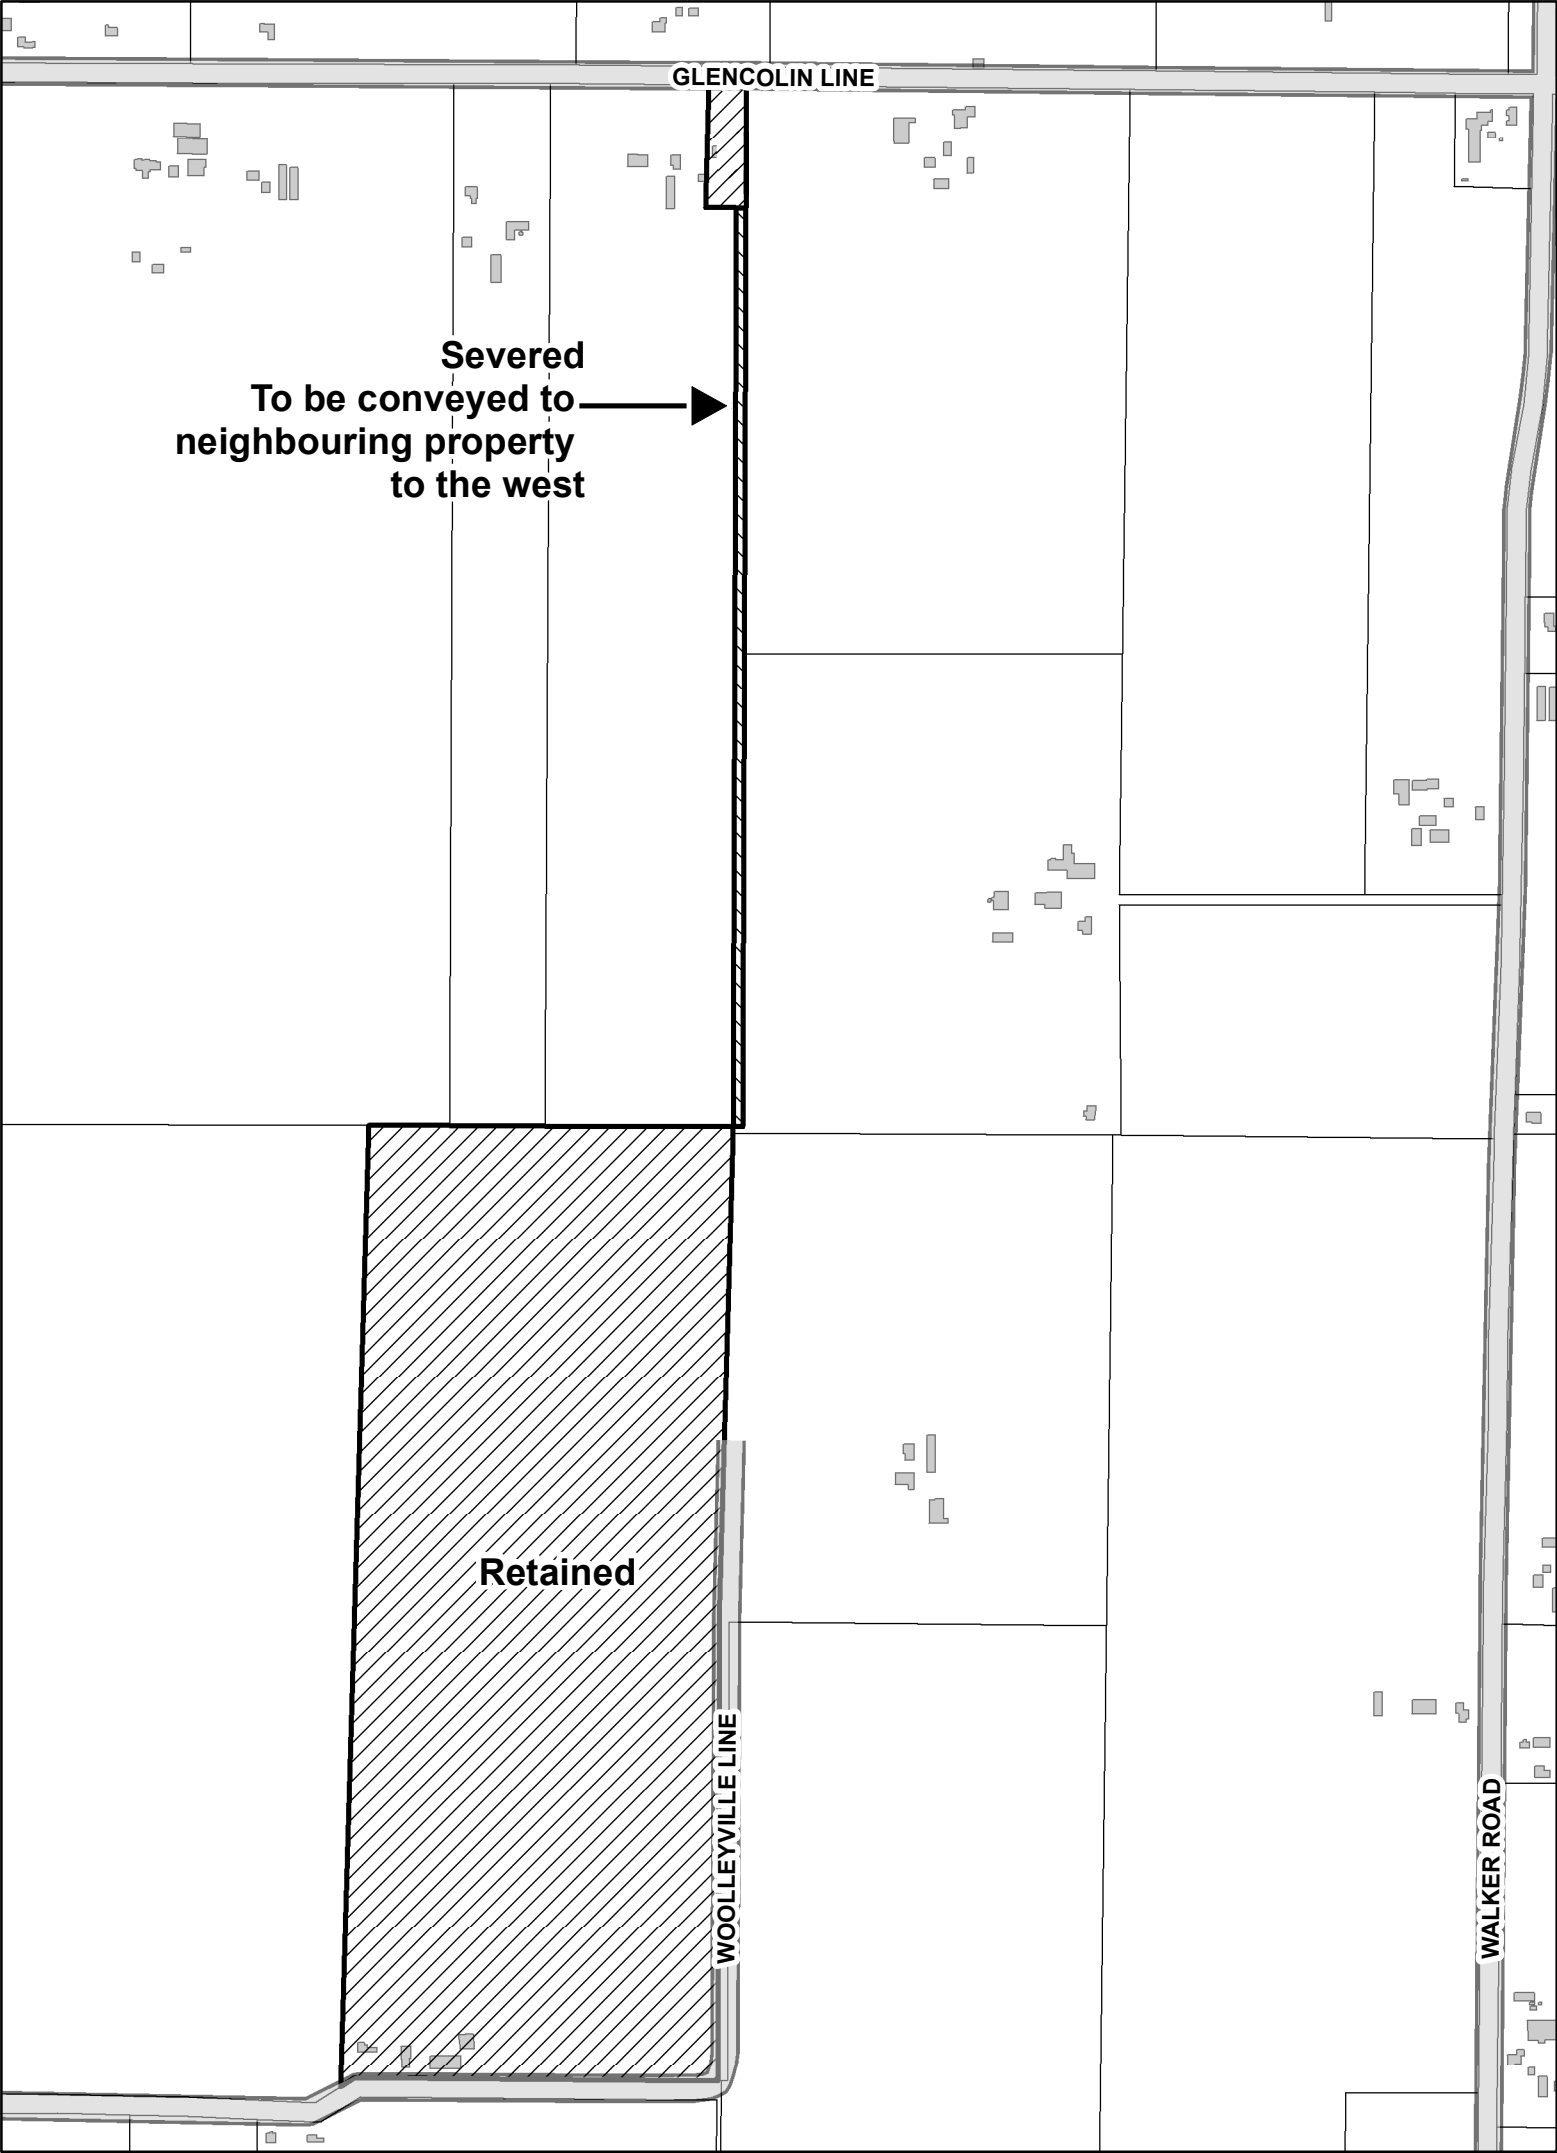 GLENCOLIN LINE
Severed
To be conveyed to
neighbouring property
to the west
Retained
WOOLLEYVILLE LINE
WALKER ROAD